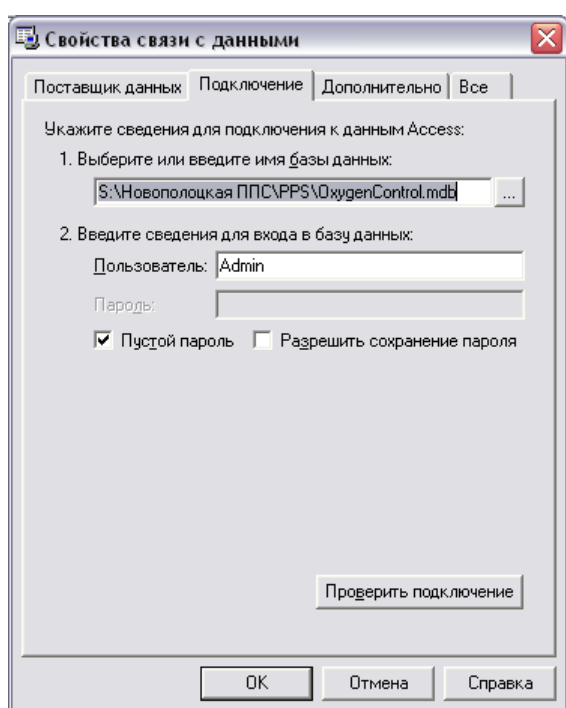 Свойства связи с данными
Поставщик данных Подключение Дополнительно Все
Укажите сведения для подключения к данным Access:
1. Выберите или введите имя базы данных:
S:\Новополоцкая ППС\PPS\OxygenControl.mdb ...
2. Введите сведения для входа в базу данных:
Пользователь: Admin
Пароль:
Пустой пароль Разрешить сохранение пароля
Проверить подключение
ОК Отмена Справка